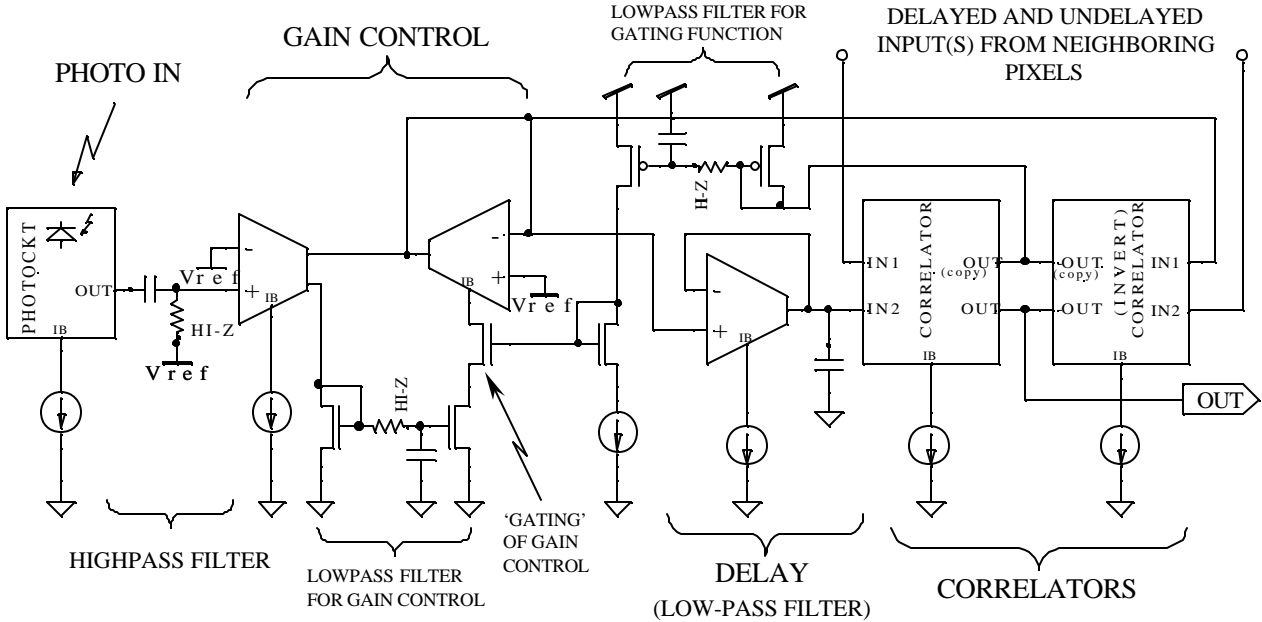 LOWPASS FILTER FOR
GATING FUNCTION
DELAYED AND UNDELAYED
INPUT(S) FROM NEIGHBORING
PIXELS
GAIN CONTROL
PHOTO IN
PHOTOCKT
OUT
IB
HI-Z
Vref
Vref
-
+
IB
-
+
Vref
HI-Z
H-Z
-
+
IB
IN1
IN2
CORRELATOR
OUT
(copy)
OUT
IB
OUT
(copy)
OUT
(INVERT)
CORRELATOR
IN1
IN2
IB
OUT
HIGHPASS FILTER
LOWPASS FILTER
FOR GAIN CONTROL
'GATING'
OF GAIN
CONTROL
DELAY
(LOW-PASS FILTER)
CORRELATORS